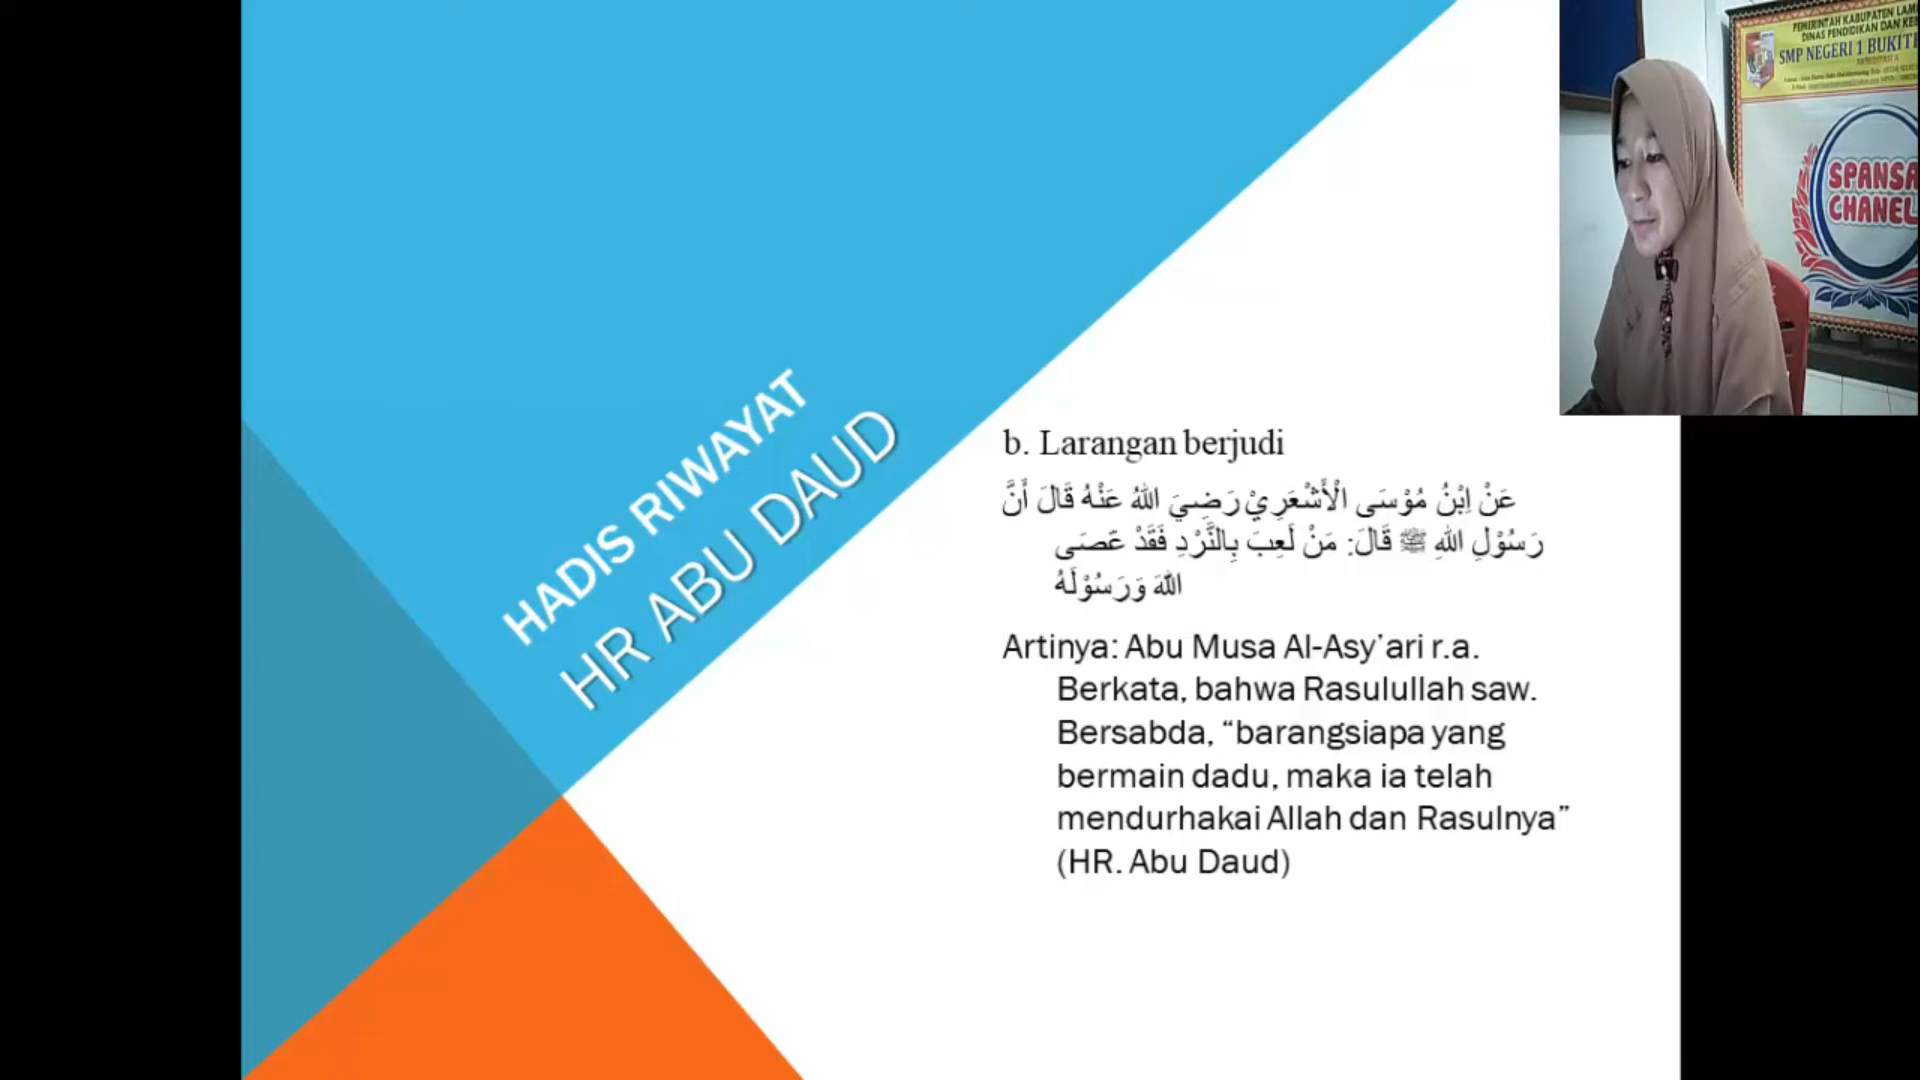 HADIS RIWAYAT
HR ABU DAUD
b. Larangan berjudi
عَنْ اِبْنُ مُوْسَى الْأَشْعَرِيْ رَضِيَ اللهُ عَنْهُ قَالَ أَنَّ
رَسُوْلِ اللهِ ﷺ قَالَ: مَنْ لَعِبَ بِالنَّرْدِ فَقَدْ عَصَى
اللهَ وَرَسُوْلَهُ
Artinya: Abu Musa Al-Asy’ari r.a.
Berkata, bahwa Rasulullah saw.
Bersabda, “barangsiapa yang
bermain dadu, maka ia telah
mendurhakai Allah dan Rasulnya”
(HR. Abu Daud)
PEMERINTAH KABUPATEN LAM
DINAS PENDIDIKAN DAN KE
SMP NEGERI 1 BUKIT
SPANSA
CHANEL